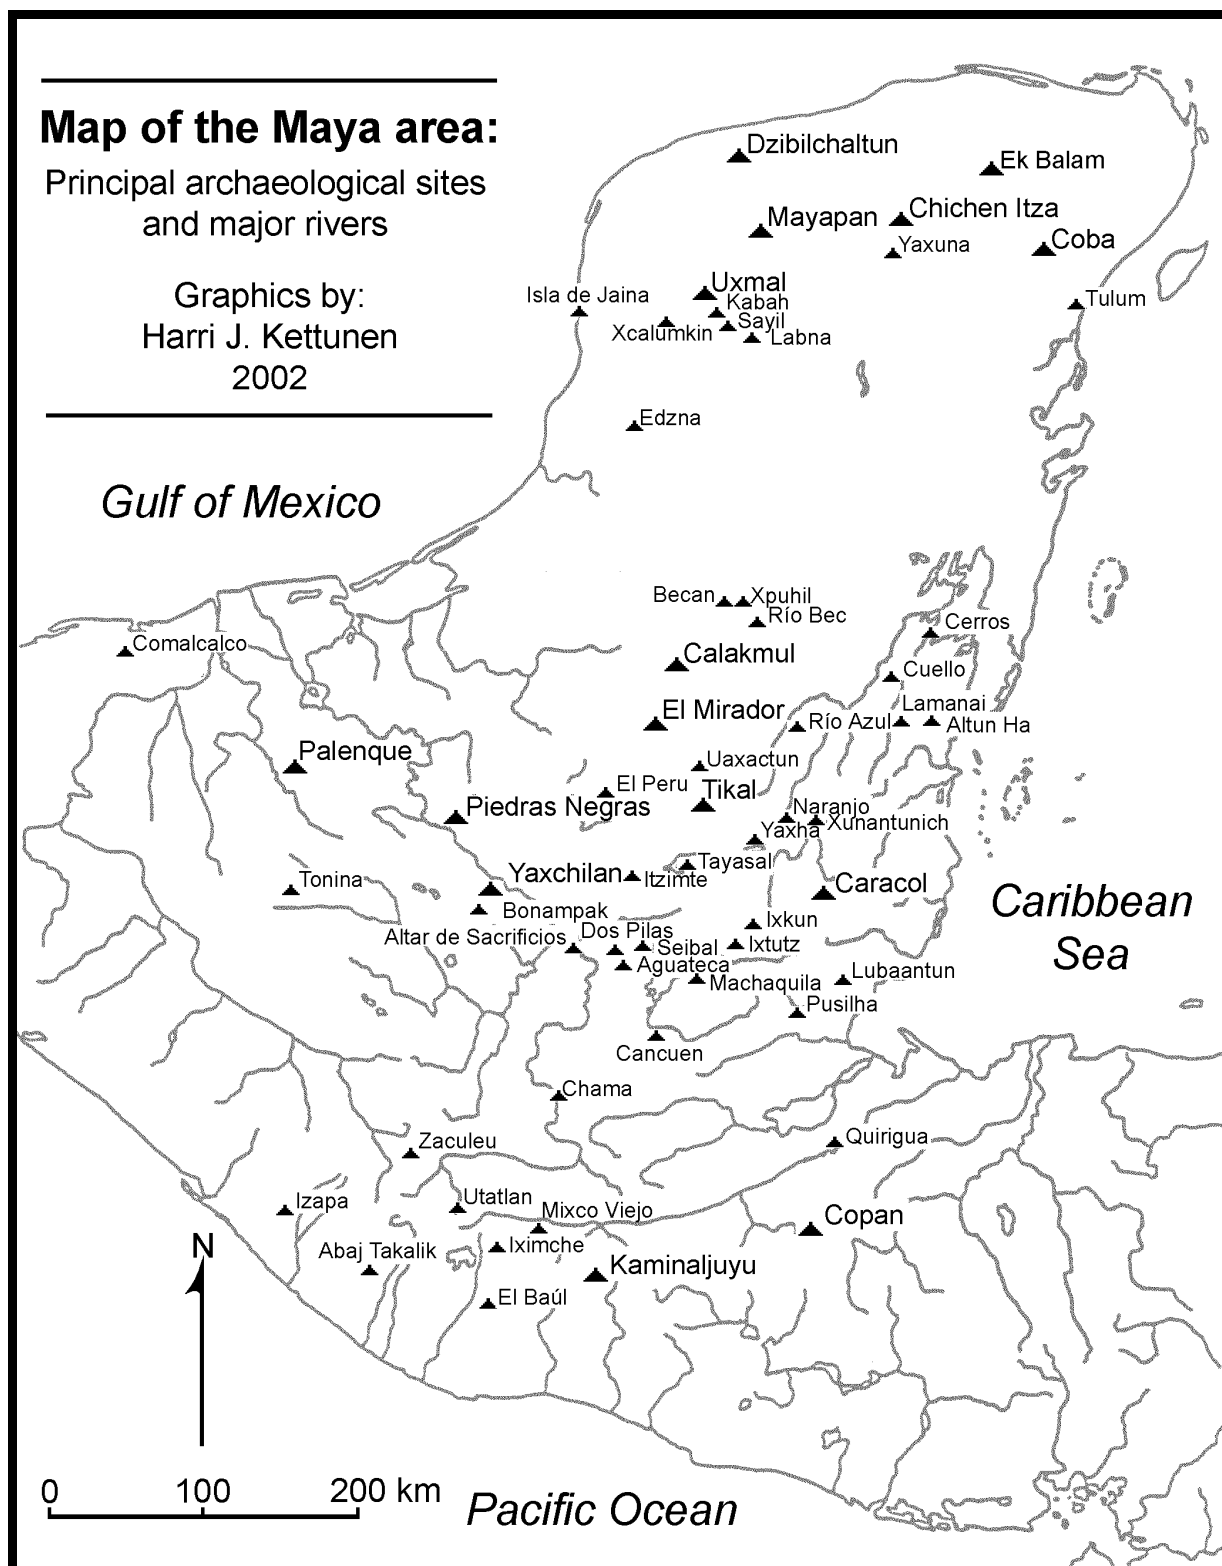 Map of the Maya area:
Principal archaeological sites
and major rivers
Graphics by:
Harri J. Kettunen
2002
Dzibilchaltun
Ek Balam
Mayapan
Chichen Itza
Yaxuna
Coba
Uxmal
Isla de Jaina
Kabah
Tulum
Xcalumkin
Sayil
Labna
Edzna
Gulf of Mexico
Becan
Xpuhil
Río Bec
Cerros
Comalcalco
Calakmul
Cuello
El Mirador
Lamanai
Río Azul
Altun Ha
Palenque
Uaxactun
El Peru
Tikal
Piedras Negras
Naranjo
Xunantunich
Yaxha
Tayasal
Yaxchilan
Itzimte
Tonina
Caracol
Caribbean
Sea
Bonampak
Ixkun
Altar de Sacrificios
Dos Pilas
Seibal
Ixtutz
Aguateca
Machaquila
Lubaantun
Pusilha
Cancuen
Chama
Zaculeu
Quirigua
Izapa
Utatlan
Mixco Viejo
Copan
N
Abaj Takalik
Iximche
Kaminaljuyu
El Baúl
0 100 200 km
Pacific Ocean